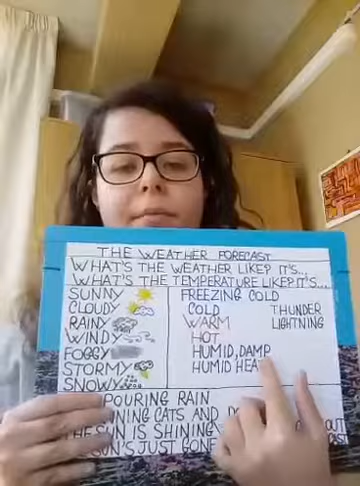 THE WEATHER FORECAST
WHAT'S THE WEATHER LIKE? IT'S...
WHAT'S THE TEMPERATURE LIKE? IT'S...
SUNNY
CLOUDY
RAINY
WINDY
FOGGY
STORMY
SNOWY
FREEZING COLD
COLD
WARM
HOT
HUMID, DAMP
HUMID
THUNDER
LIGHTNING
POURING RAIN
CATS AND
THE SUN IS SHINING
SUN'S JUST GONE